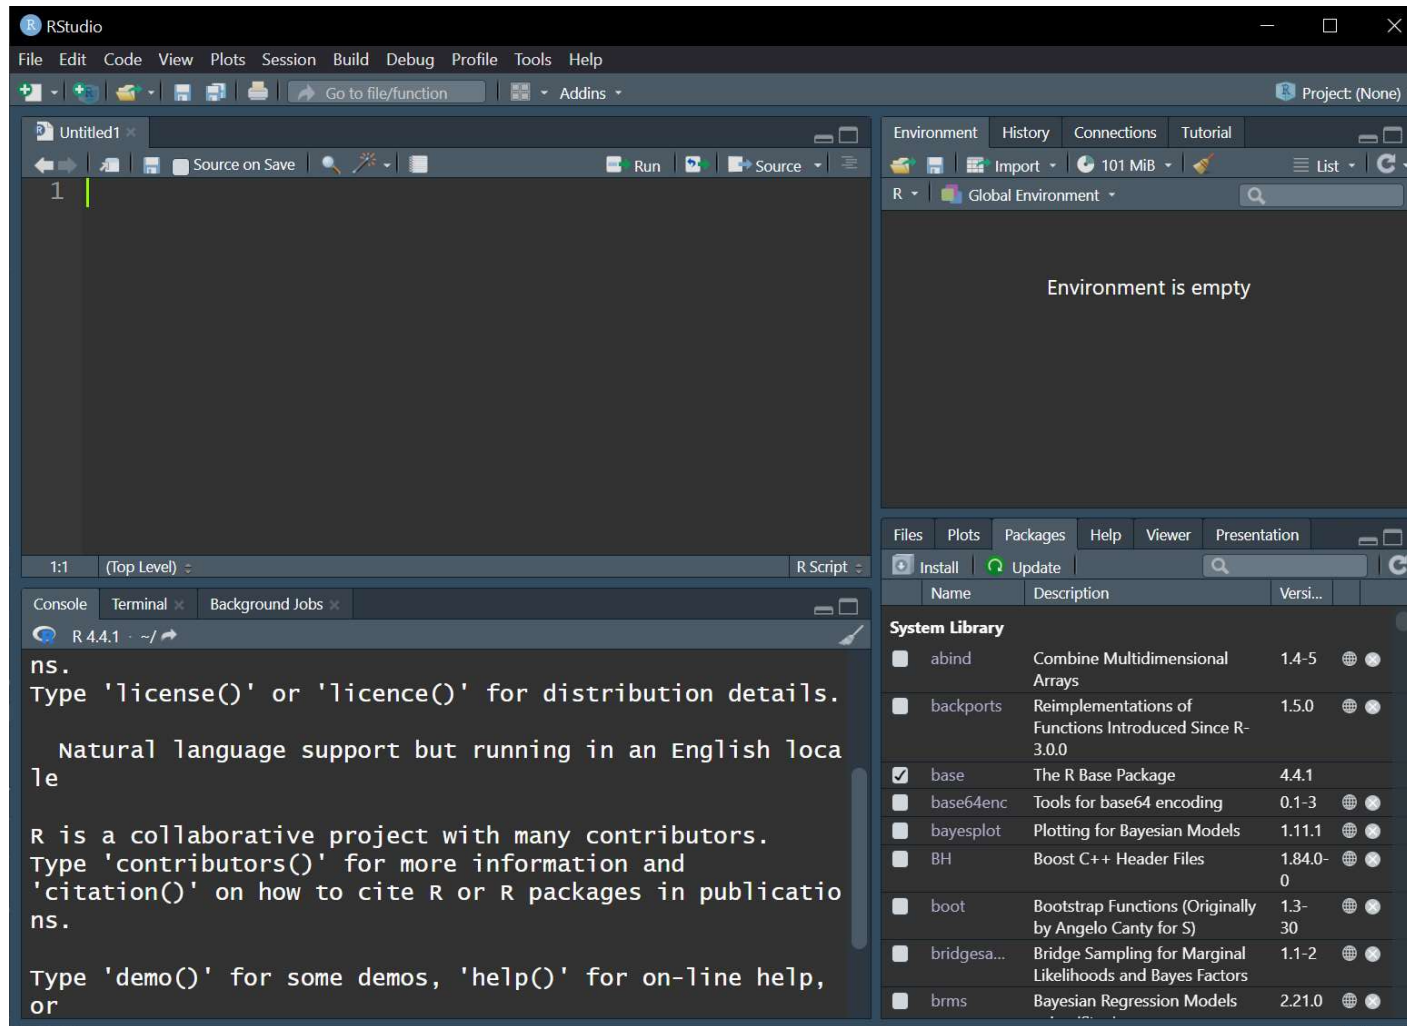 RStudio
File Edit Code View Plots Session Build Debug Profile Tools Help
Go to file/function Addins Project: (None)
Untitled1
Source on Save Run Source
1
1:1 (Top Level) R Script
Console Terminal Background Jobs
R 4.4.1 · ~/
ns.
Type 'license()' or 'licence()' for distribution details.
Natural language support but running in an English loca
le
R is a collaborative project with many contributors.
Type 'contributors()' for more information and
'citation()' on how to cite R or R packages in publicatio
ns.
Type 'demo()' for some demos, 'help()' for on-line help,
or
Environment History Connections Tutorial
Import 101 MiB List
R Global Environment
Environment is empty
Files Plots Packages Help Viewer Presentation
Install Update
Name Description Versi...
System Library
abind Combine Multidimensional 1.4-5
Arrays
backports Reimplementations of 1.5.0
Functions Introduced Since R-
3.0.0
base The R Base Package 4.4.1
base64enc Tools for base64 encoding 0.1-3
bayesplot Plotting for Bayesian Models 1.11.1
BH Boost C++ Header Files 1.84.0-
0
boot Bootstrap Functions (Originally 1.3-
by Angelo Canty for S) 30
bridgesa... Bridge Sampling for Marginal 1.1-2
Likelihoods and Bayes Factors
brms Bayesian Regression Models 2.21.0